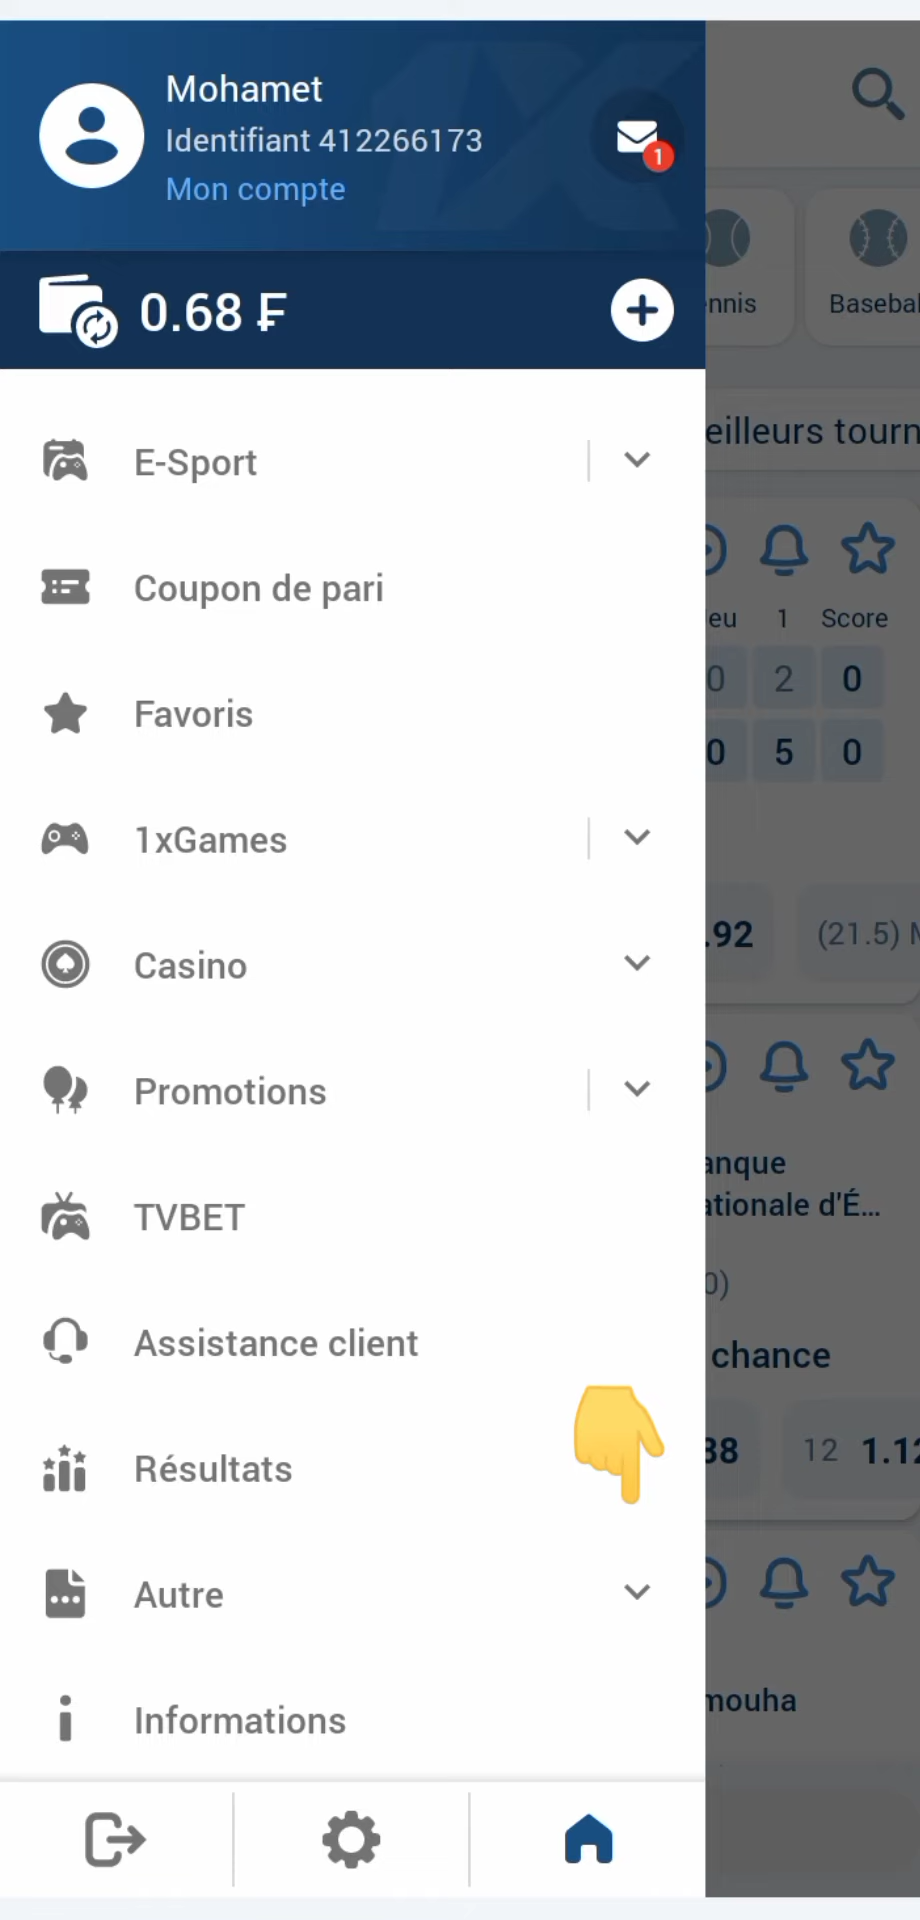 Mohamet
Identifiant 412266173
1
Mon compte
0.68 ₣
E-Sport
Coupon de pari
Favoris
1xGames
Casino
Promotions
TVBET
Assistance client
Résultats
Autre
Informations
nnis
Basebal
eilleurs tourn
eu 1 Score
0 2 0
0 5 0
.92 (21.5)
anque
ationale d'É...
0)
chance
38 12 1.12
mouha